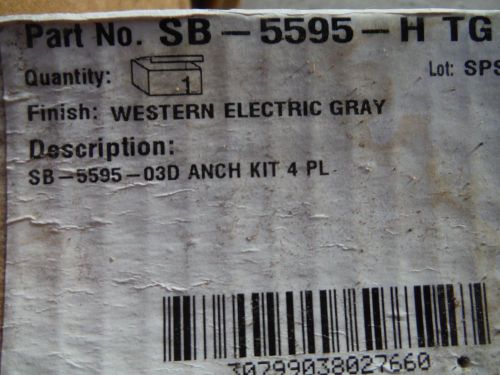 Part No. SB-5595-H TG
Quantity: 1
Lot: SPS
Finish: WESTERN ELECTRIC GRAY
Description:
SB-5595-03D ANCH KIT 4 PL
30799038027660